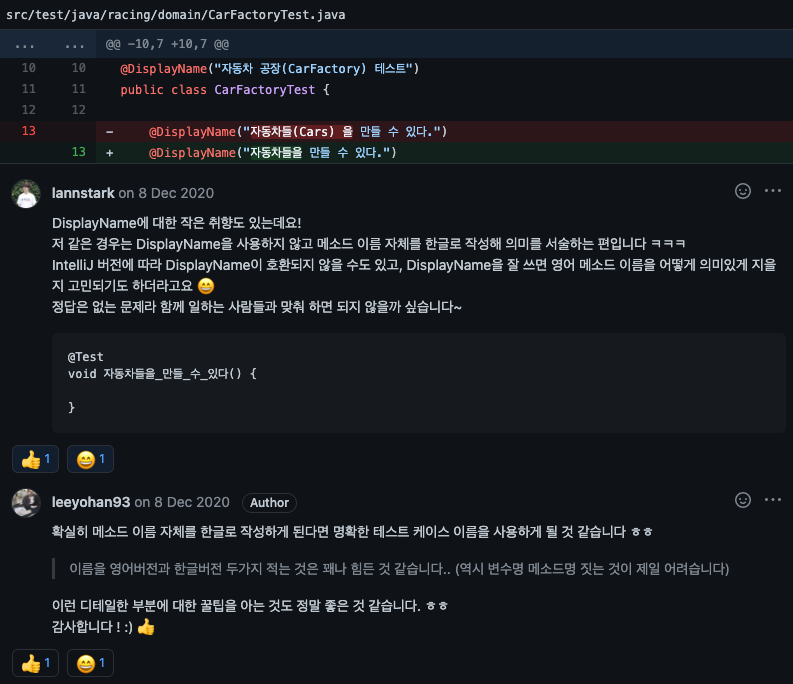 src/test/java/racing/domain/CarFactoryTest.java
... ... @@ -10,7 +10,7 @@
10 10 @DisplayName("자동차 공장(CarFactory) 테스트")
11 11 public class CarFactoryTest {
12 12
13 - @DisplayName("자동차들(Cars) 을 만들 수 있다.")
13 + @DisplayName("자동차들을 만들 수 있다.")
lannstark on 8 Dec 2020
DisplayName에 대한 작은 취향도 있는데요!
저 같은 경우는 DisplayName을 사용하지 않고 메소드 이름 자체를 한글로 작성해 의미를 서술하는 편입니다 ㅋㅋㅋ
IntelliJ 버전에 따라 DisplayName이 호환되지 않을 수도 있고, DisplayName을 잘 쓰면 영어 메소드 이름을 어떻게 의미있게 지을
지 고민되기도 하더라고요 😄
정답은 없는 문제라 함께 일하는 사람들과 맞춰 하면 되지 않을까 싶습니다~
@Test
void 자동차들을_만들_수_있다() {
}
👍 1 😄 1
leeyohan93 on 8 Dec 2020 Author
확실히 메소드 이름 자체를 한글로 작성하게 된다면 명확한 테스트 케이스 이름을 사용하게 될 것 같습니다 ㅎㅎ
이름을 영어버전과 한글버전 두가지 적는 것은 꽤나 힘든 것 같습니다.. (역시 변수명 메소드명 짓는 것이 제일 어려습니다)
이런 디테일한 부분에 대한 꿀팁을 아는 것도 정말 좋은 것 같습니다. ㅎㅎ
감사합니다 ! :) 👍
👍 1 😄 1